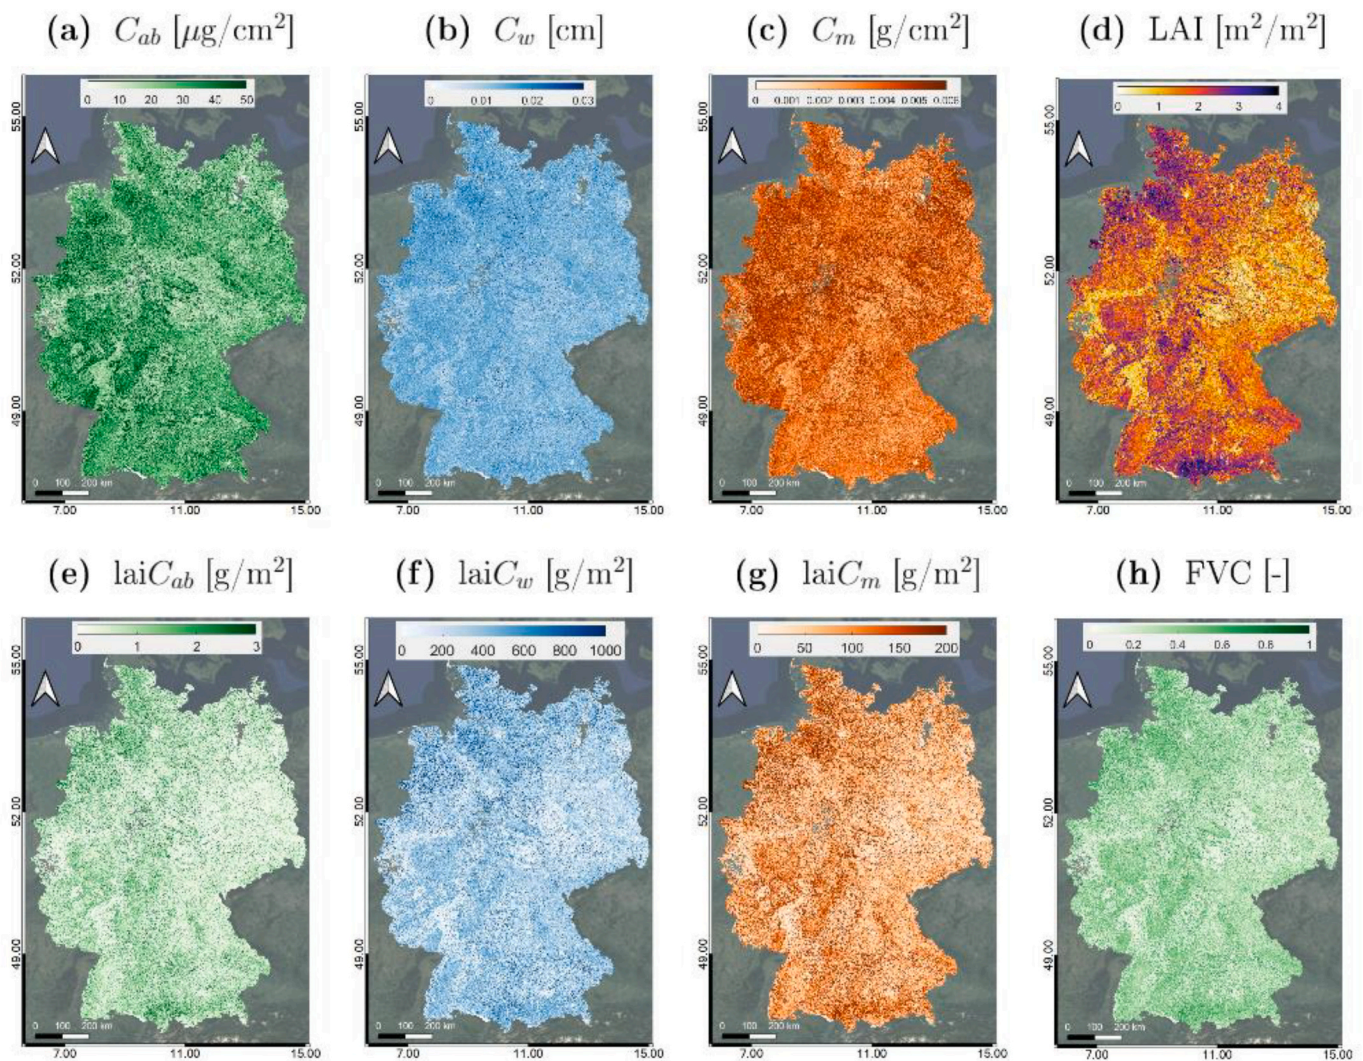 (a) C_{ab} [μg/cm²]
(b) C_w [cm]
(c) C_m [g/cm²]
(d) LAI [m²/m²]
0 10 20 30 40 50
0 0.01 0.02 0.03
0 0.001 0.002 0.003 0.004 0.005 0.006
0 1 2 3 4
55.00
52.00
49.00
0 100 200 km
7.00 11.00 15.00
55.00
52.00
49.00
0 100 200 km
7.00 11.00 15.00
55.00
52.00
49.00
0 100 200 km
7.00 11.00 15.00
55.00
52.00
49.00
0 100 200 km
7.00 11.00 15.00
(e) laiC_{ab} [g/m²]
(f) laiC_w [g/m²]
(g) laiC_m [g/m²]
(h) FVC [-]
0 1 2 3
0 200 400 600 800 1000
0 50 100 150 200
0 0.2 0.4 0.6 0.8 1
55.00
52.00
49.00
0 100 200 km
7.00 11.00 15.00
55.00
52.00
49.00
0 100 200 km
7.00 11.00 15.00
55.00
52.00
49.00
0 100 200 km
7.00 11.00 15.00
55.00
52.00
49.00
0 100 200 km
7.00 11.00 15.00